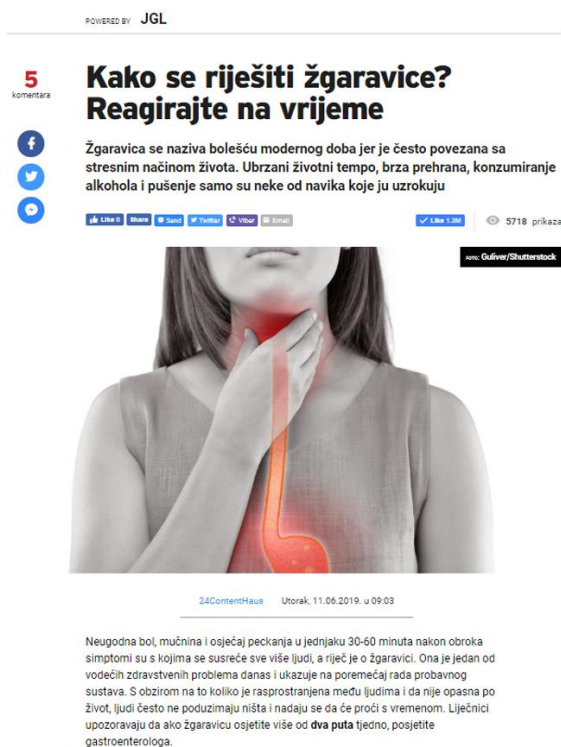 POWERED BY JGL
5
komentara
Kako se riješiti žgaravice?
Reagirajte na vrijeme
Žgaravica se naziva bolešću modernog doba jer je često povezana sa
stresnim načinom života. Ubrzani životni tempo, brza prehrana, konzumiranje
alkohola i pušenje samo su neke od navika koje ju uzrokuju
Like 0 Share Send Twitter Viber Email Like 1.3M 5718 prikaza
FOTO: Guliver/Shutterstock
24ContentHaus Utorak, 11.06.2019. u 09:03
Neugodna bol, mučnina i osjećaj peckanja u jednjaku 30-60 minuta nakon obroka
simptomi su s kojima se susreće sve više ljudi, a riječ je o žgaravici. Ona je jedan od
vodećih zdravstvenih problema danas i ukazuje na poremećaj rada probavnog
sustava. S obzirom na to koliko je rasprostranjena među ljudima i da nije opasna po
život, ljudi često ne poduzimaju ništa i nadaju se da će proći s vremenom. Liječnici
upozoravaju da ako žgaravicu osjetite više od dva puta tjedno, posjetite
gastroenterologa.